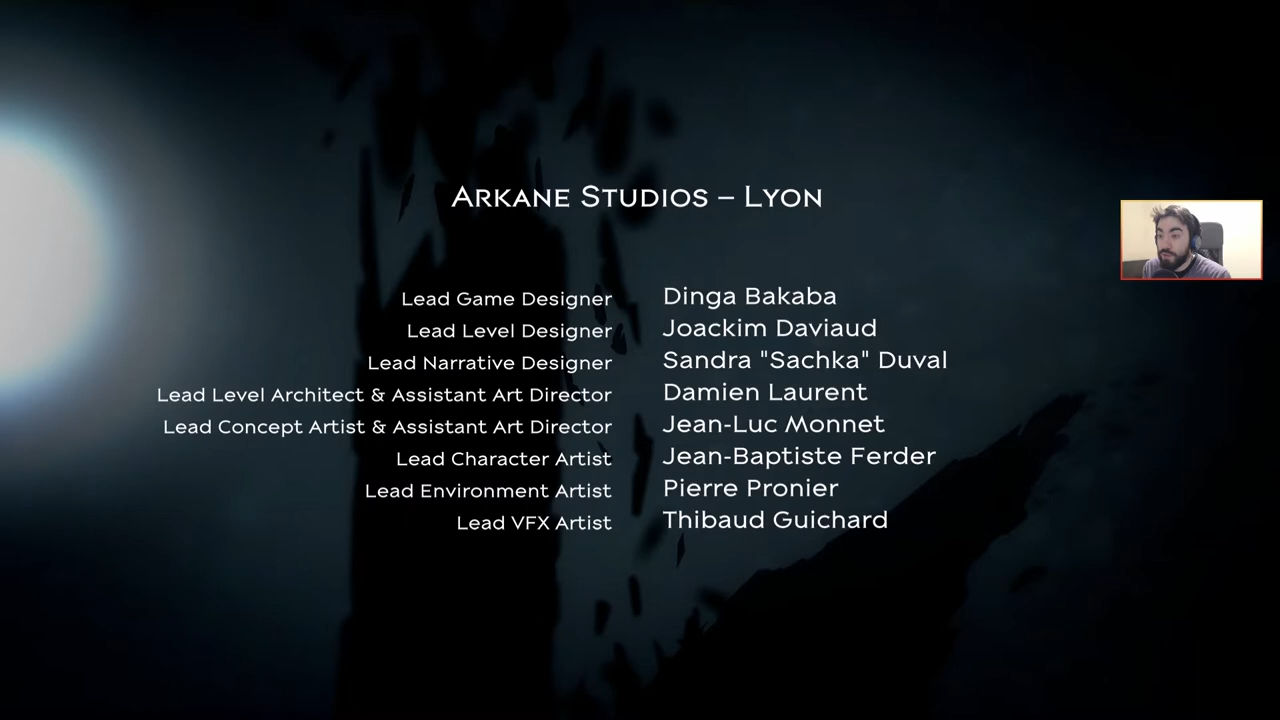 Arkane Studios – Lyon
Lead Game Designer Dinga Bakaba
Lead Level Designer Joackim Daviaud
Lead Narrative Designer Sandra "Sachka" Duval
Lead Level Architect & Assistant Art Director Damien Laurent
Lead Concept Artist & Assistant Art Director Jean-Luc Monnet
Lead Character Artist Jean-Baptiste Ferder
Lead Environment Artist Pierre Pronier
Lead VFX Artist Thibaud Guichard